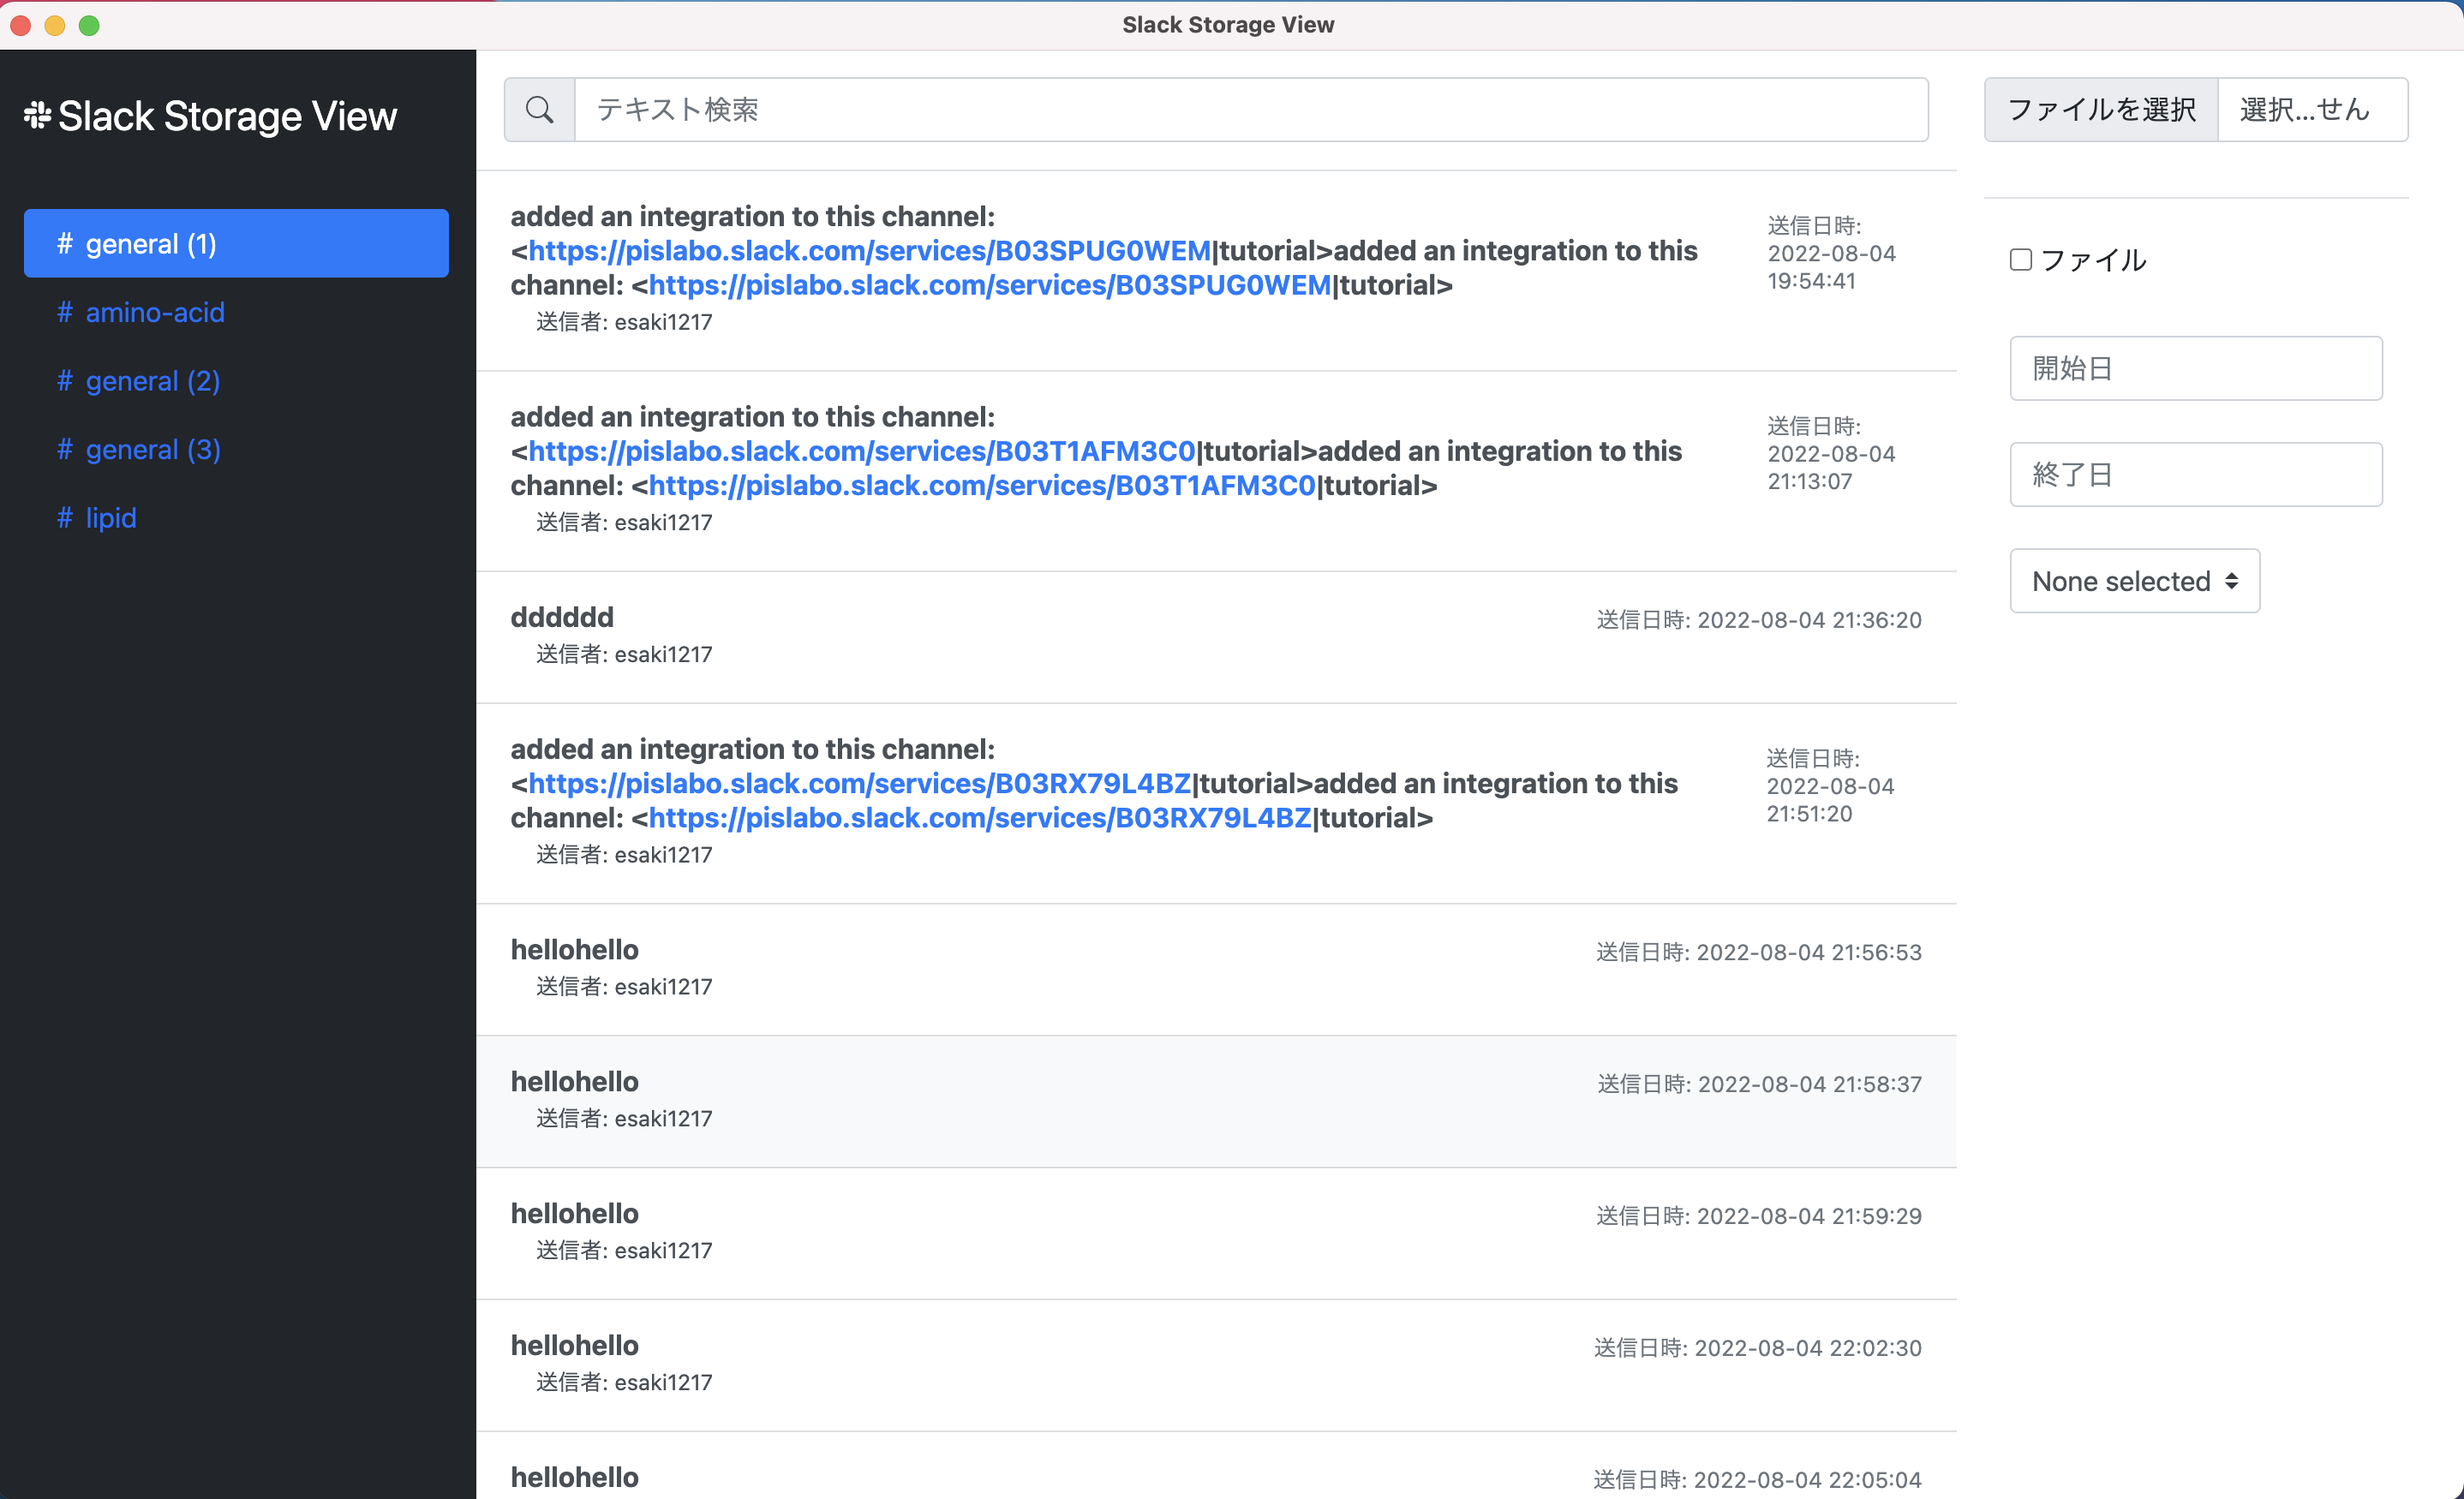 Slack Storage View
Slack Storage View
# general (1)
# amino-acid
# general (2)
# general (3)
# lipid
テキスト検索
added an integration to this channel:
<https://pislabo.slack.com/services/B03SPUG0WEM|tutorial>added an integration to this
channel: <https://pislabo.slack.com/services/B03SPUG0WEM|tutorial>
送信者: esaki1217
送信日時:
2022-08-04
19:54:41
added an integration to this channel:
<https://pislabo.slack.com/services/B03T1AFM3C0|tutorial>added an integration to this
channel: <https://pislabo.slack.com/services/B03T1AFM3C0|tutorial>
送信者: esaki1217
送信日時:
2022-08-04
21:13:07
dddddd
送信日時: 2022-08-04 21:36:20
送信者: esaki1217
added an integration to this channel:
<https://pislabo.slack.com/services/B03RX79L4BZ|tutorial>added an integration to this
channel: <https://pislabo.slack.com/services/B03RX79L4BZ|tutorial>
送信者: esaki1217
送信日時:
2022-08-04
21:51:20
hellohello
送信日時: 2022-08-04 21:56:53
送信者: esaki1217
hellohello
送信日時: 2022-08-04 21:58:37
送信者: esaki1217
hellohello
送信日時: 2022-08-04 21:59:29
送信者: esaki1217
hellohello
送信日時: 2022-08-04 22:02:30
送信者: esaki1217
hellohello
送信日時: 2022-08-04 22:05:04
ファイルを選択
選択...せん
ファイル
開始日
終了日
None selected